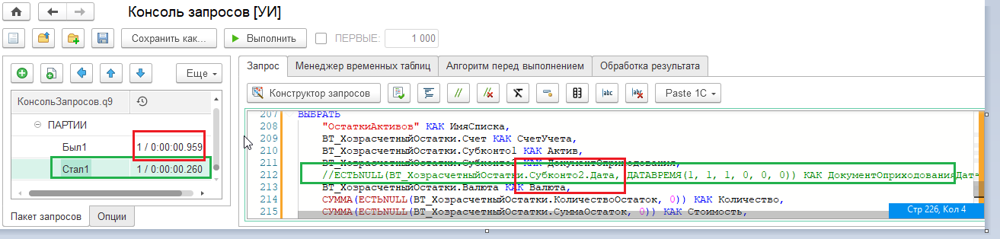 Консоль запросов [УИ]
Сохранить как...
Выполнить
ПЕРВЫЕ:
1 000
Еще
КонсольЗапросов.q9
ПАРТИИ
Был1
1 / 0:00:00.959
Стал1
1 / 0:00:00.260
Пакет запросов
Опции
Запрос
Менеджер временных таблиц
Алгоритм перед выполнением
Обработка результата
Конструктор запросов
//
//
abc
abc
Paste 1C
207 ВЫБРАТЬ
208 "ОстаткиАктивов" КАК ИмяСписка,
209 ВТ_ХозрасчетныйОстатки.Счет КАК СчетУчета,
210 ВТ_ХозрасчетныйОстатки.Субконто1 КАК Актив,
211 ВТ_ХозрасчетныйОстатки.Субконто КАК ДокументОприходования,
212 //ЕСТЬNULL(ВТ_ХозрасчетныйОстатки.Субконто2.Дата, ДАТАВРЕМЯ(1, 1, 1, 0, 0, 0)) КАК ДокументОприходованияДата
213 ВТ_ХозрасчетныйОстатки.Валюта КАК Валюта,
214 СУММА(ЕСТЬNULL(ВТ_ХозрасчетныйОстатки.КоличествоОстаток, 0)) КАК Количество,
215 СУММА(ЕСТЬNULL(ВТ_ХозрасчетныйОстатки.СуммаОстаток, 0)) КАК Стоимость,
Стр 226, Кол 4